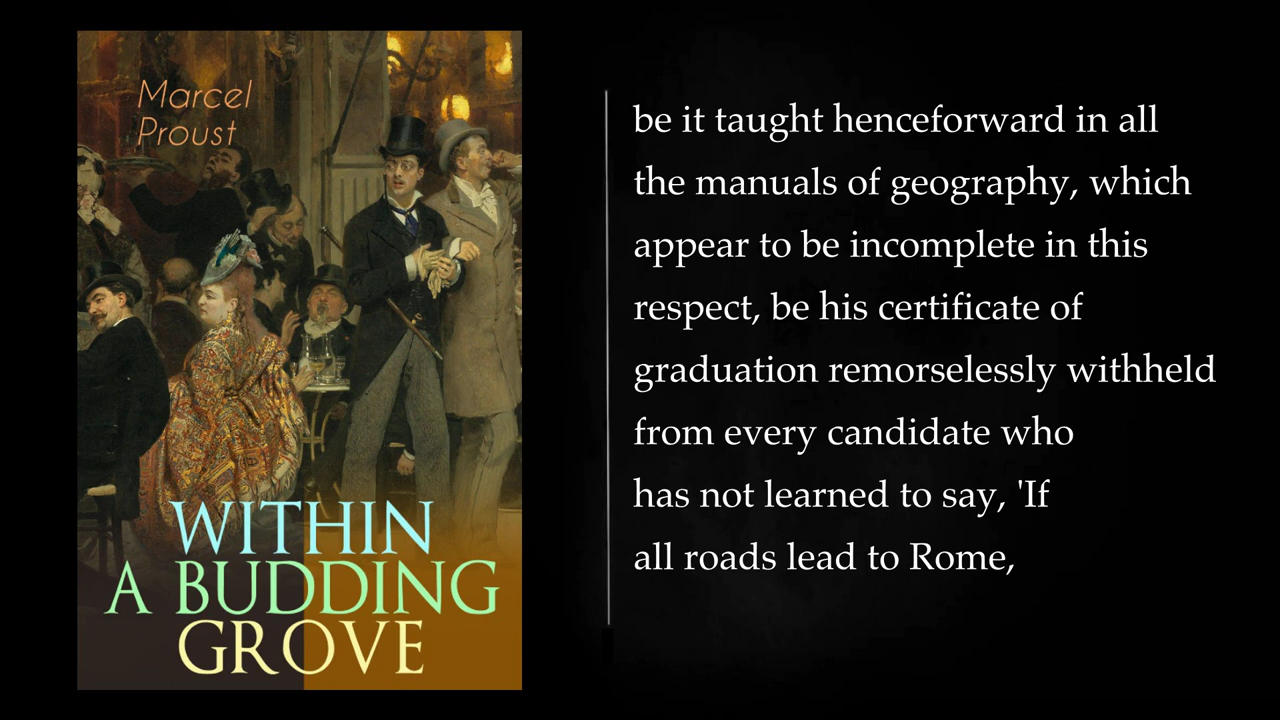 Marcel
Proust
WITHIN
A BUDDING
GROVE
be it taught henceforward in all
the manuals of geography, which
appear to be incomplete in this
respect, be his certificate of
graduation remorselessly withheld
from every candidate who
has not learned to say, 'If
all roads lead to Rome,